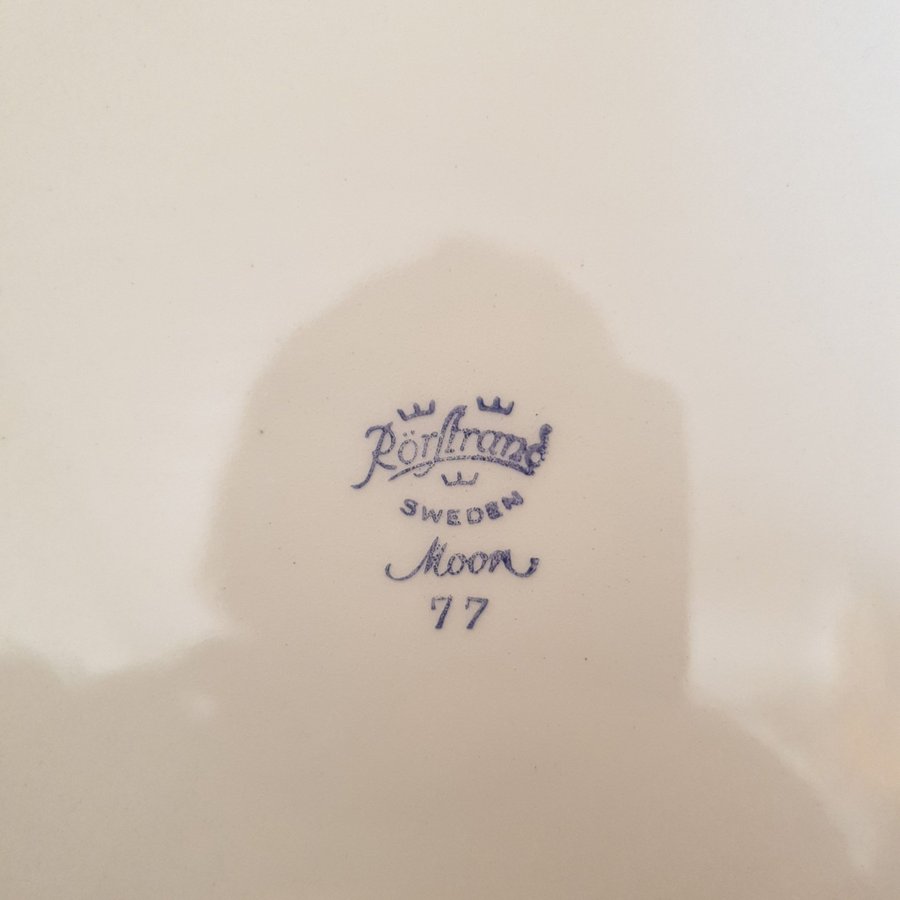 Rörstrand
SWEDEN
Moon
77